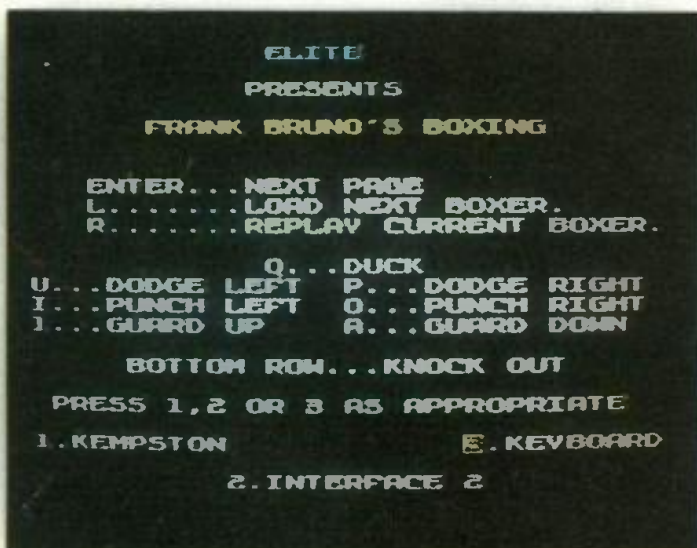 ELITE
PRESENTS
FRANK BRUNO'S BOXING
ENTER...NEXT PAGE
L.......LOAD NEXT BOXER.
R.......REPLAY CURRENT BOXER.
Q...DUCK
U...DODGE LEFT P...DODGE RIGHT
I...PUNCH LEFT O...PUNCH RIGHT
1...GUARD UP A...GUARD DOWN
BOTTOM ROW...KNOCK OUT
PRESS 1,2 OR 3 AS APPROPRIATE
1.KEMPSTON 3.KEYBOARD
2.INTERFACE 2